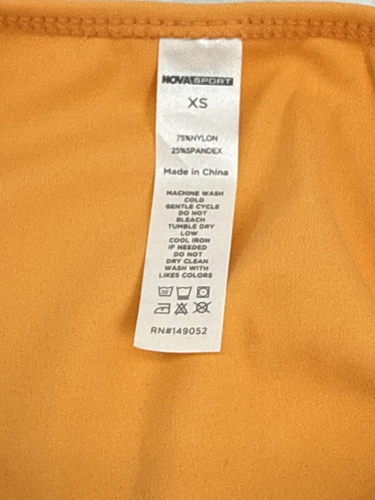 NOVA SPORT
XS
75%NYLON
25%SPANDEX
Made in China
MACHINE WASH
COLD
GENTLE CYCLE
DO NOT
BLEACH
TUMBLE DRY
LOW
COOL IRON
IF NEEDED
DO NOT
DRY CLEAN
WASH WITH
LIKES COLORS
RN#149052